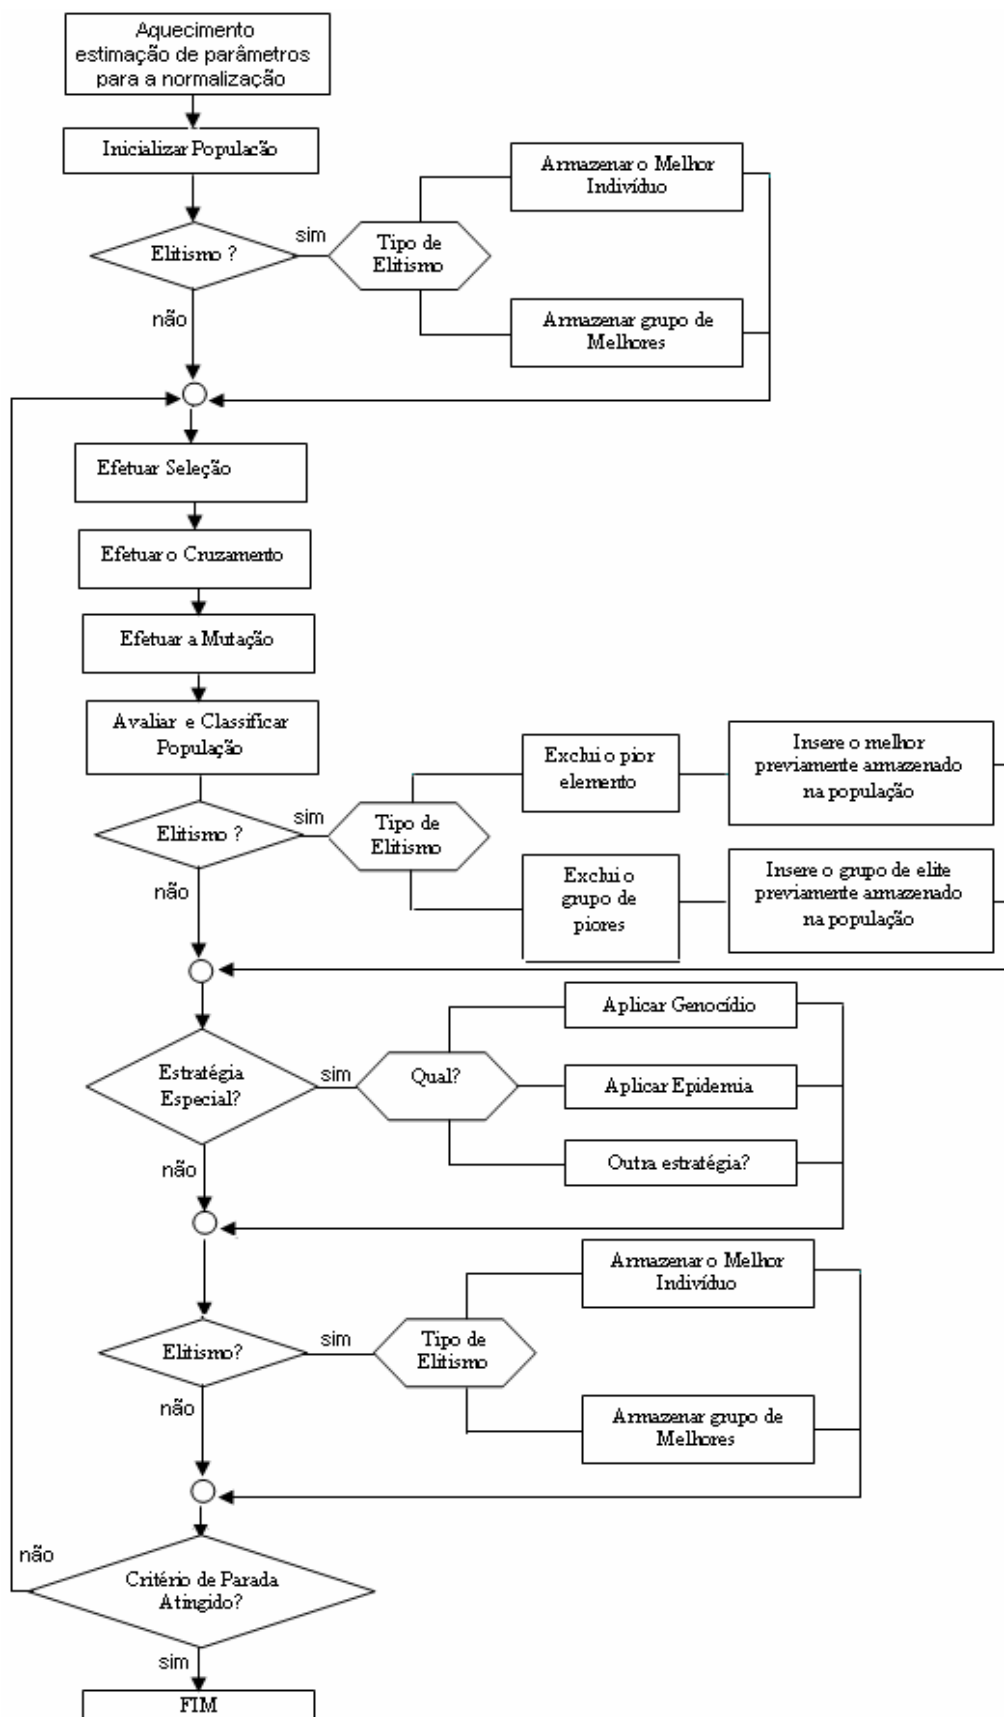 Aquecimento
estimação de parâmetros
para a normalização
Inicializar População
Elitismo ?
sim
não
Tipo de
Elitismo
Armazenar o Melhor
Indivíduo
Armazenar grupo de
Melhores
Efetuar Seleção
Efetuar o Cruzamento
Efetuar a Mutação
Avaliar e Classificar
População
Elitismo ?
sim
não
Tipo de
Elitismo
Exclui o pior
elemento
Insere o melhor
previamente armazenado
na população
Exclui o
grupo de
piores
Insere o grupo de elite
previamente armazenado
na população
Estratégia
Especial?
sim
não
Qual?
Aplicar Genocídio
Aplicar Epidemia
Outra estratégia?
Elitismo?
sim
não
Tipo de
Elitismo
Armazenar o Melhor
Indivíduo
Armazenar grupo de
Melhores
Critério de Parada
Atingido?
não
sim
FIM